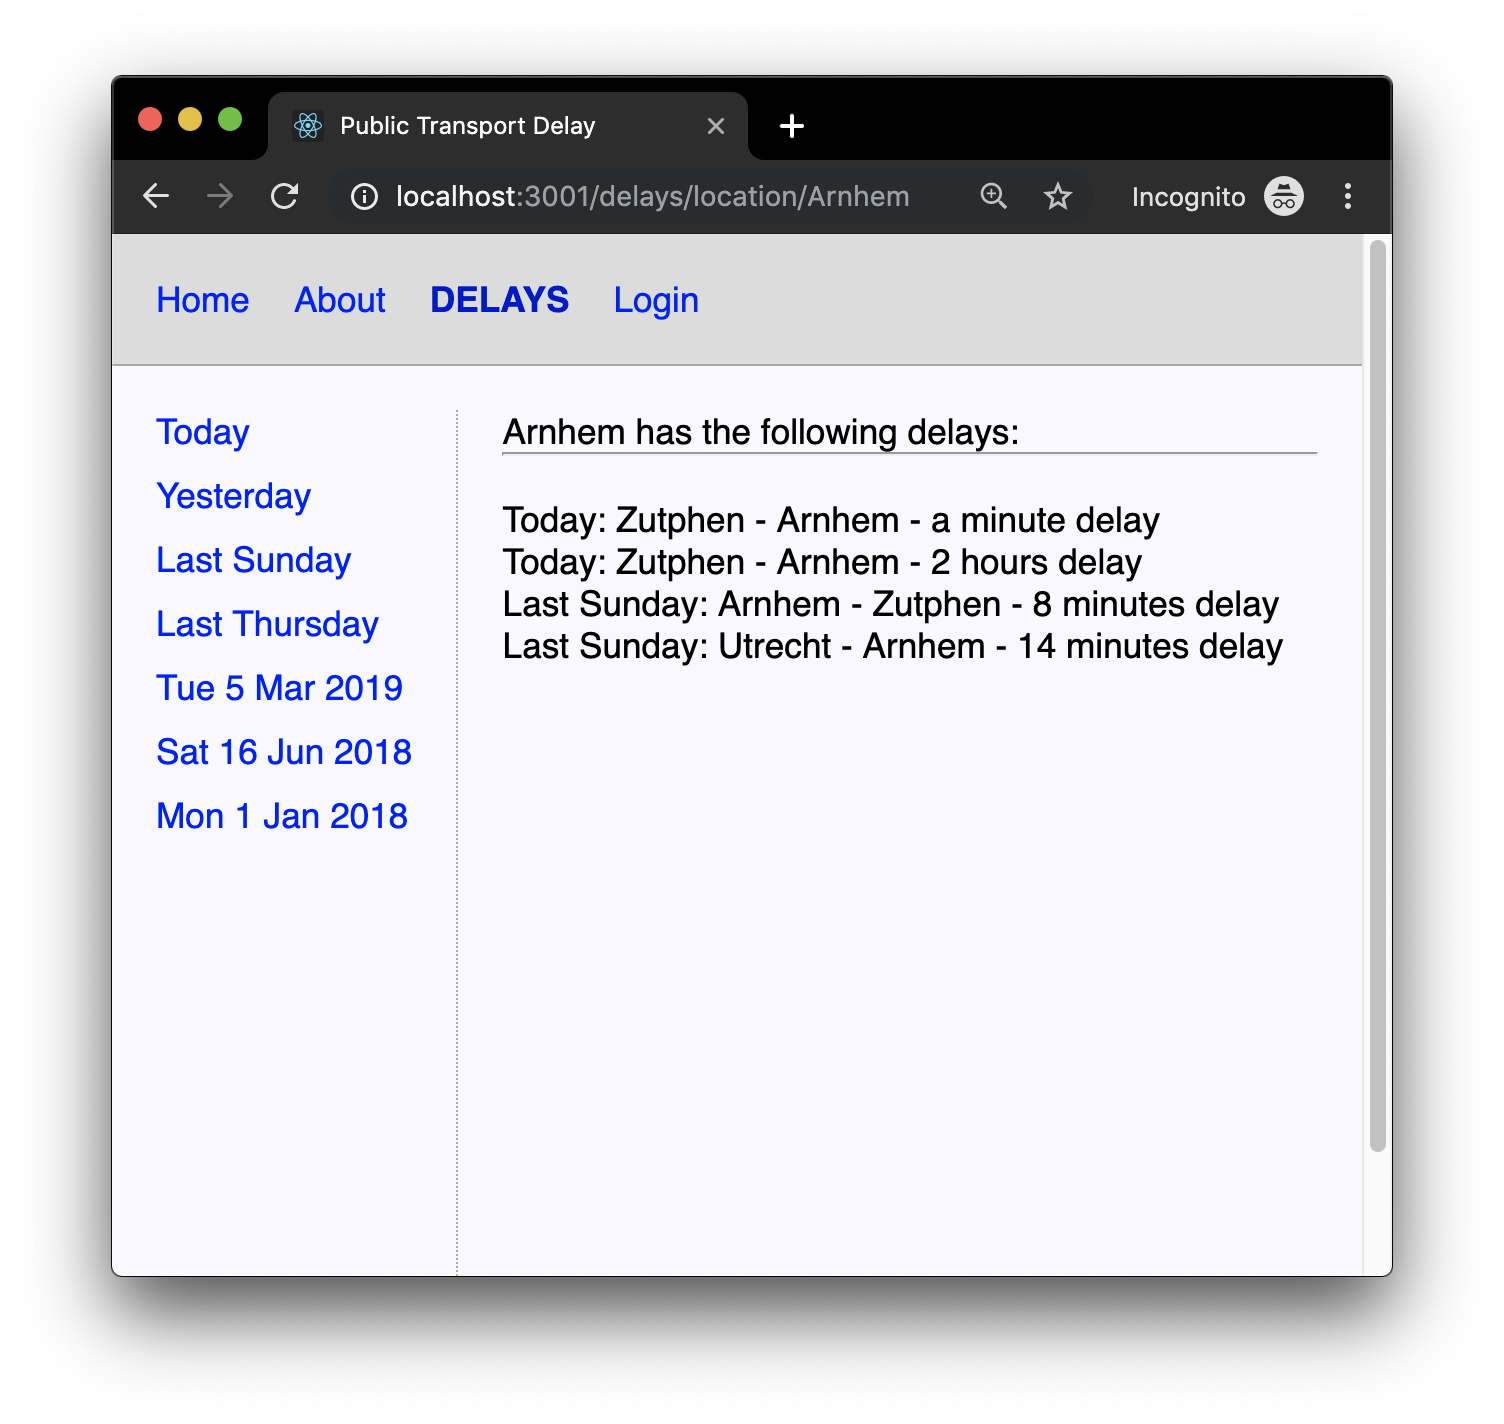 Public Transport Delay
localhost:3001/delays/location/Arnhem
Incognito
Home About DELAYS Login
Today
Yesterday
Last Sunday
Last Thursday
Tue 5 Mar 2019
Sat 16 Jun 2018
Mon 1 Jan 2018
Arnhem has the following delays:
Today: Zutphen - Arnhem - a minute delay
Today: Zutphen - Arnhem - 2 hours delay
Last Sunday: Arnhem - Zutphen - 8 minutes delay
Last Sunday: Utrecht - Arnhem - 14 minutes delay